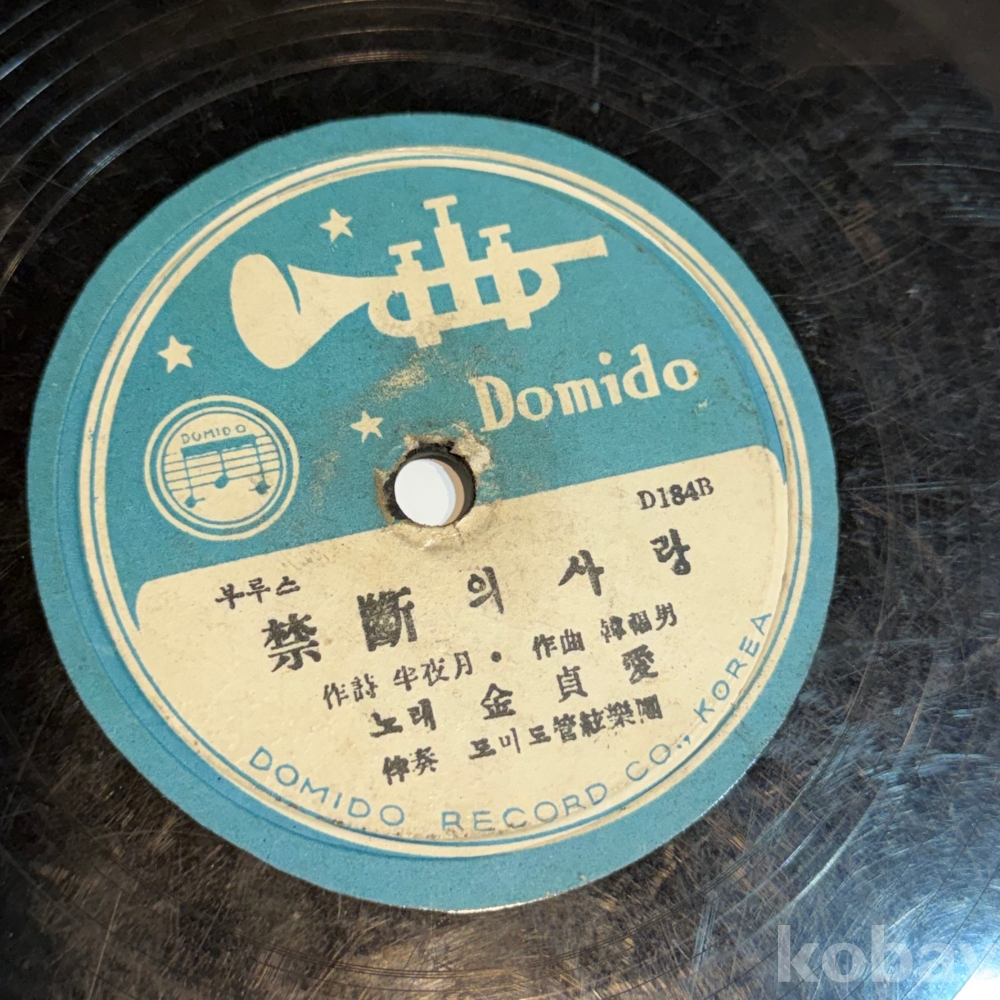 Domido
DOMIDO
D184B
부루스
禁斷의 사랑
作詩 半夜月 • 作曲 韓福男
노래 金貞愛
伴奏 도미도管絃樂團
DOMIDO RECORD CO., KOREA
kobay